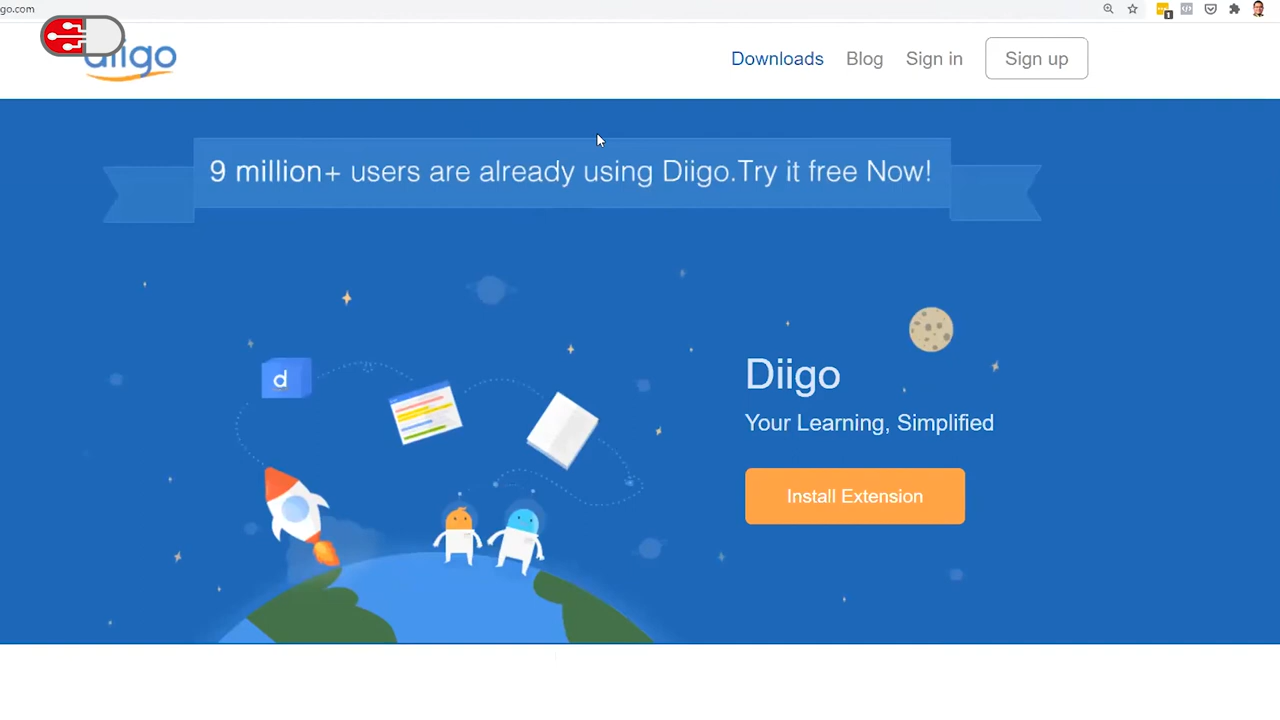 go.com
diigo
Downloads Blog Sign in Sign up
1
9 million+ users are already using Diigo.Try it free Now!
d
Diigo
Your Learning, Simplified
Install Extension